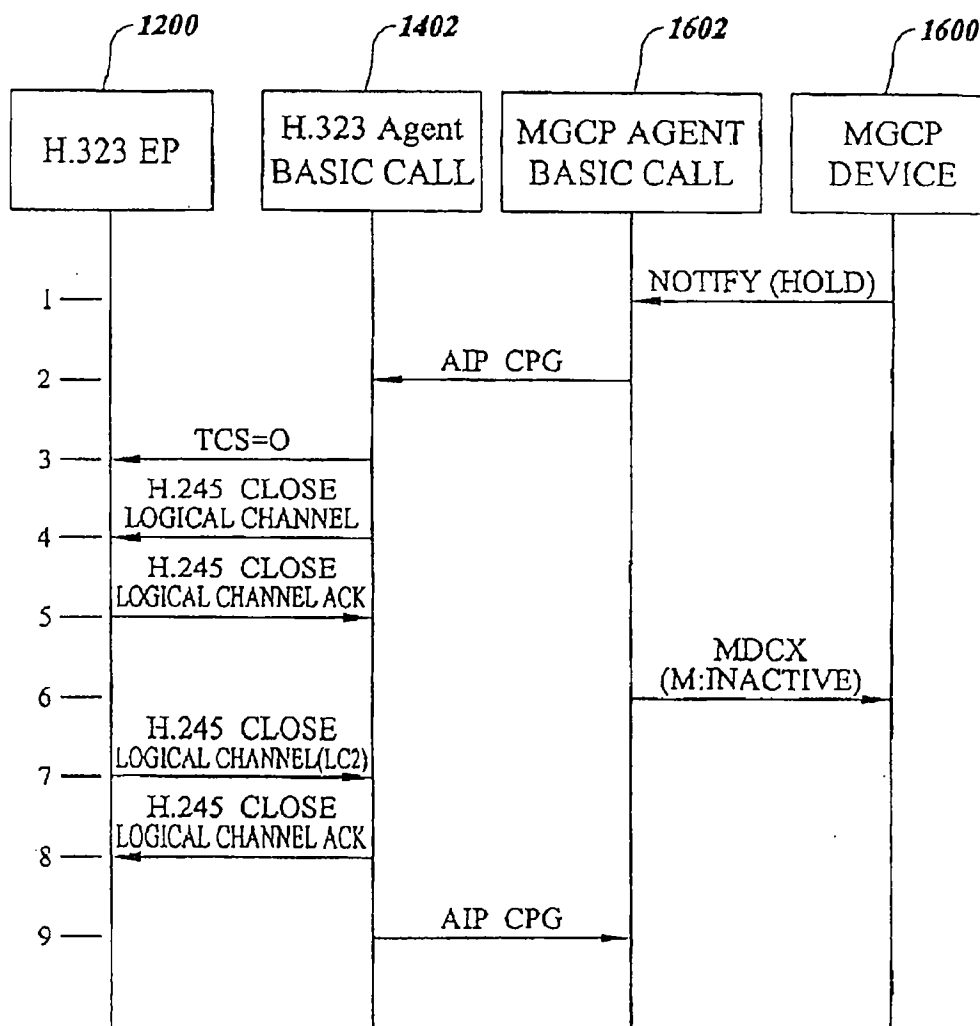 1200
1402
1602
1600
H.323 EP
H.323 Agent
BASIC CALL
MGCP AGENT
BASIC CALL
MGCP
DEVICE
1
NOTIFY (HOLD)
2
AIP CPG
3
TCS=O
H.245 CLOSE
LOGICAL CHANNEL
4
H.245 CLOSE
LOGICAL CHANNEL ACK
5
MDCX
(M:INACTIVE)
6
H.245 CLOSE
LOGICAL CHANNEL(LC2)
7
H.245 CLOSE
LOGICAL CHANNEL ACK
8
9
AIP CPG